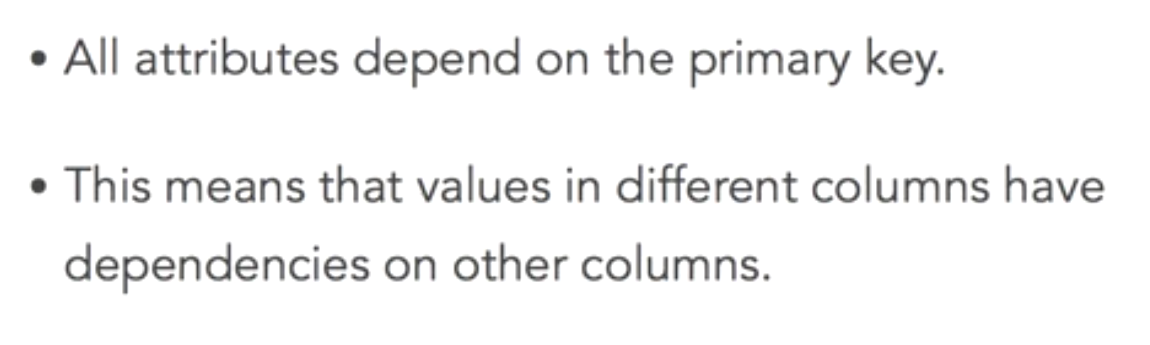 • All attributes depend on the primary key.
• This means that values in different columns have
dependencies on other columns.